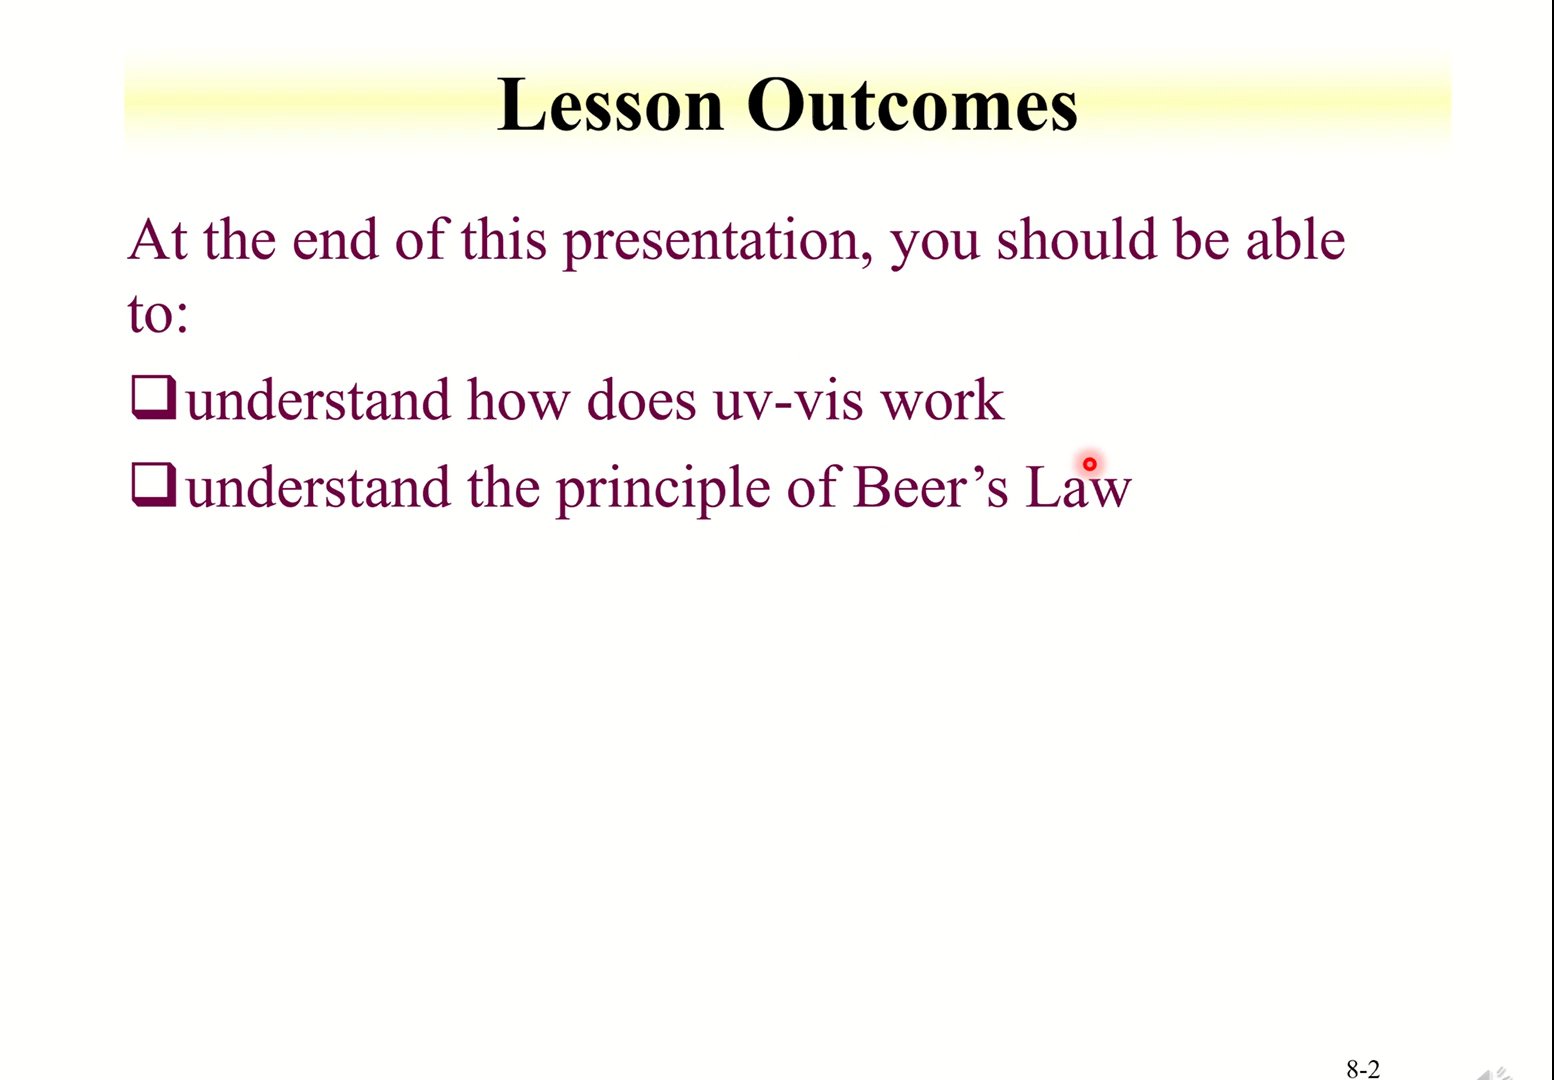 Lesson Outcomes
At the end of this presentation, you should be able
to:
understand how does uv-vis work
understand the principle of Beer’s Law
8-2